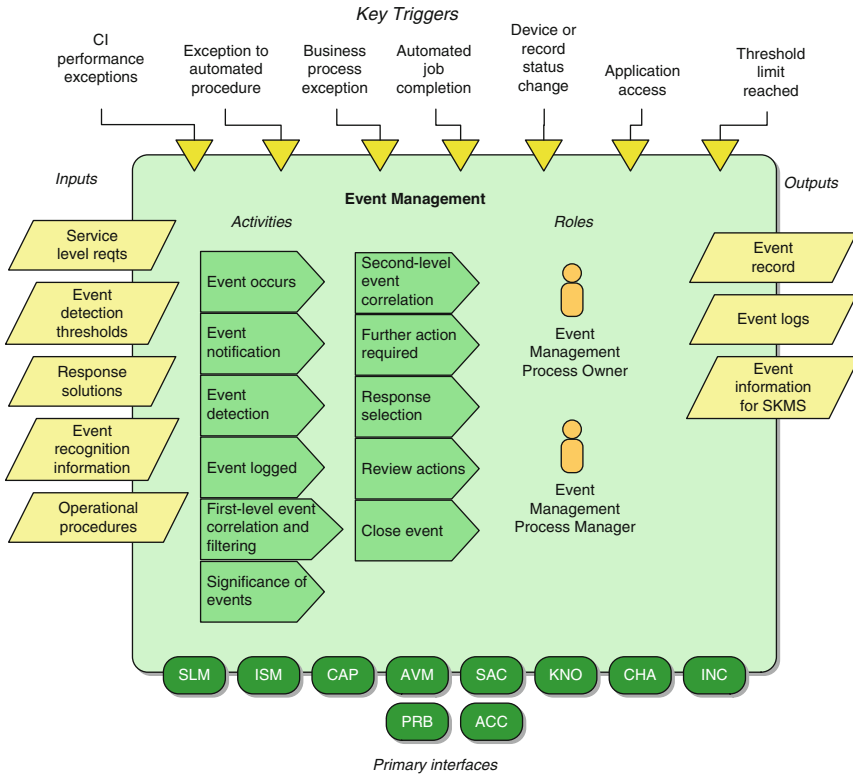 Key Triggers
CI
performance
exceptions
Exception to
automated
procedure
Business
process
exception
Automated
job
completion
Device or
record
status
change
Application
access
Threshold
limit
reached
Inputs
Outputs
Event Management
Activities
Roles
Service
level reqts
Event
detection
thresholds
Response
solutions
Event
recognition
information
Operational
procedures
Event occurs
Event
notification
Event
detection
Event logged
First-level event
correlation and
filtering
Significance of
events
Second-level
event
correlation
Further action
required
Response
selection
Review actions
Close event
Event
Management
Process Owner
Event
Management
Process Manager
Event
record
Event logs
Event
information
for SKMS
SLM
ISM
CAP
AVM
SAC
KNO
CHA
INC
PRB
ACC
Primary interfaces